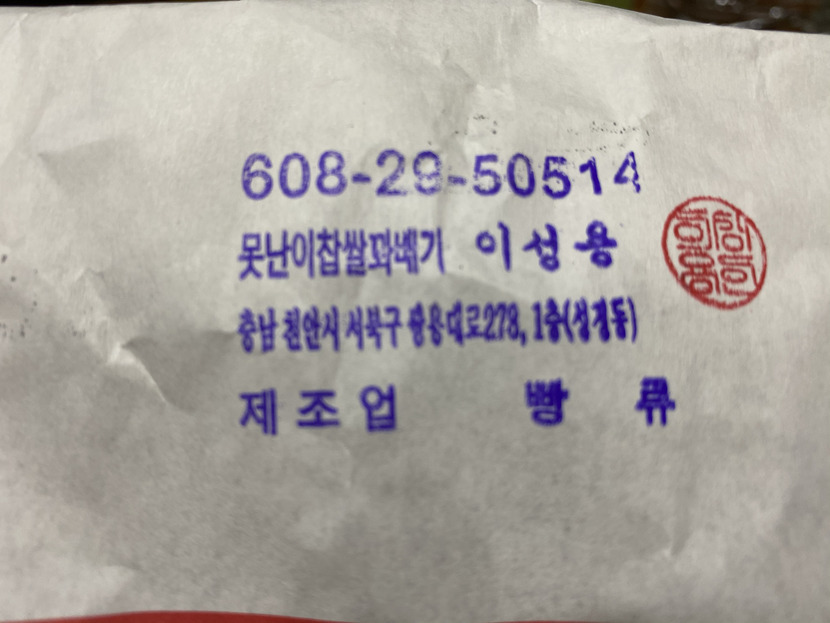 608-29-50514
못난이찹쌀꽈배기 이성용
충남 천안시 서북구 쌍용대로278, 1층(성정동)
제조업 빵 류